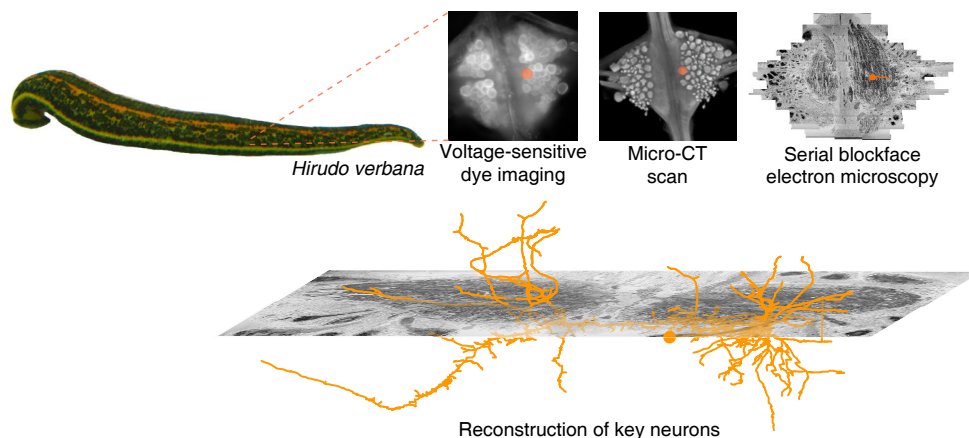 Hirudo verbana
Voltage-sensitive
dye imaging
Micro-CT
scan
Serial blockface
electron microscopy
Reconstruction of key neurons